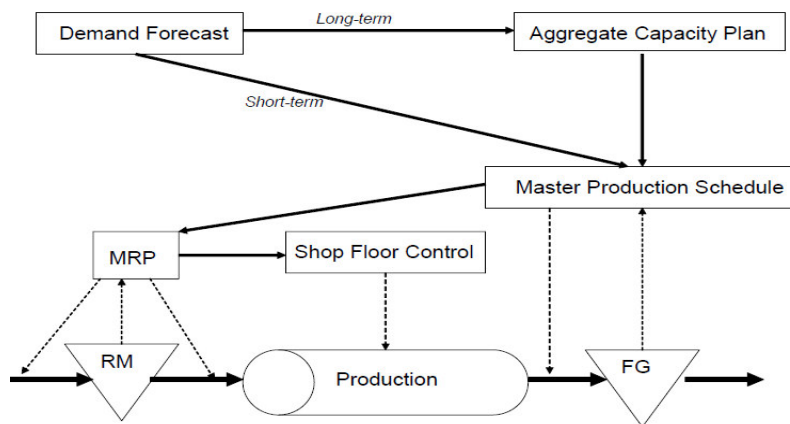 Demand Forecast
Long-term
Aggregate Capacity Plan
Short-term
Master Production Schedule
MRP
Shop Floor Control
RM
Production
FG